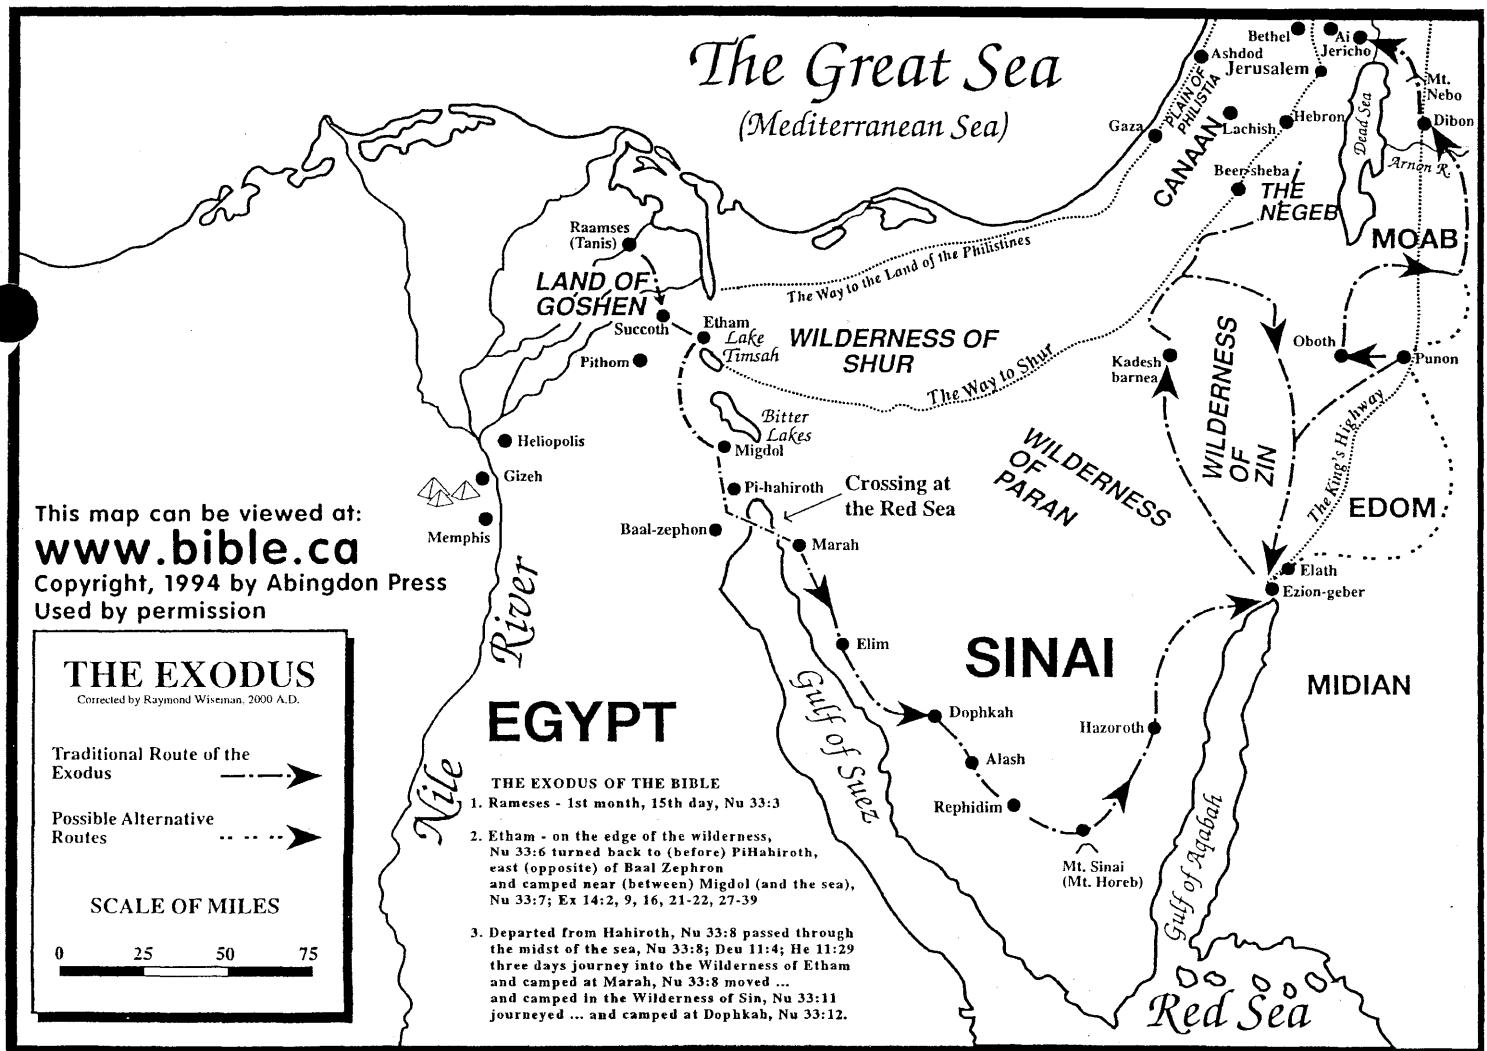 The Great Sea
(Mediterranean Sea)
Bethel
Ai
Jericho
Ashdod
Jerusalem
PLAIN OF
PHILISTIA
Mt.
Nebo
Gaza
CANAAN
Lachish
Hebron
Dead Sea
Dibon
Arnon R.
Beer-sheba
THE
NEGEB
MOAB
Raamses
(Tanis)
LAND OF
GOSHEN
The Way to the Land of the Philistines
Succoth
Etham
Lake
Timsah
WILDERNESS OF
SHUR
Pithom
The Way to Shur
Kadesh
barnea
WILDERNESS
OF
ZIN
Oboth
Punon
The King's Highway
Bitter
Lakes
Heliopolis
Migdol
WILDERNESS
OF
PARAN
Gizeh
Pi-hahiroth
Crossing at
the Red Sea
EDOM
Memphis
Baal-zephon
Marah
This map can be viewed at:
www.bible.ca
Copyright, 1994 by Abingdon Press
Used by permission
Elath
Ezion-geber
Nile
River
Elim
SINAI
MIDIAN
EGYPT
Gulf of Suez
Dophkah
Hazoroth
Alash
Rephidim
Mt. Sinai
(Mt. Horeb)
Gulf of Aqabah
Red Sea
THE EXODUS
Corrected by Raymond Wiseman, 2000 A.D.
Traditional Route of the
Exodus
Possible Alternative
Routes
SCALE OF MILES
0 25 50 75
THE EXODUS OF THE BIBLE
1. Rameses - 1st month, 15th day, Nu 33:3
2. Etham - on the edge of the wilderness,
Nu 33:6 turned back to (before) PiHahiroth,
east (opposite) of Baal Zephron
and camped near (between) Migdol (and the sea),
Nu 33:7; Ex 14:2, 9, 16, 21-22, 27-39
3. Departed from Hahiroth, Nu 33:8 passed through
the midst of the sea, Nu 33:8; Deu 11:4; He 11:29
three days journey into the Wilderness of Etham
and camped at Marah, Nu 33:8 moved ...
and camped in the Wilderness of Sin, Nu 33:11
journeyed ... and camped at Dophkah, Nu 33:12.